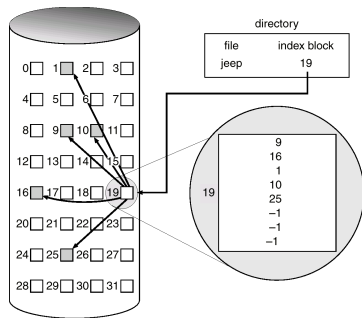 directory
file index block
jeep 19
0 1 2 3
4 5 6 7
8 9 10 11
12 13 14 15
16 17 18 19
20 21 22 23
24 25 26 27
28 29 30 31
19
9
16
1
10
25
–1
–1
–1